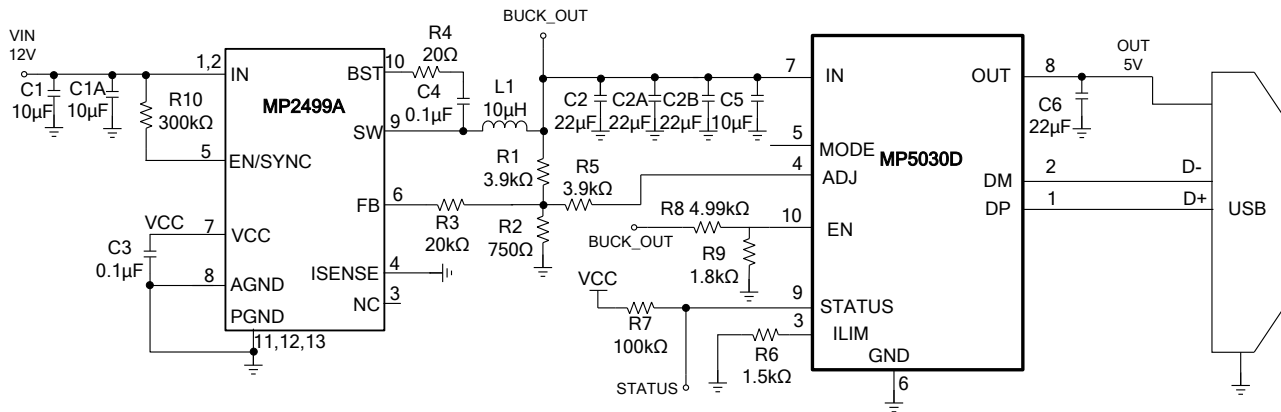 VIN
12V
C1
10μF
C1A
10μF
R10
300kΩ
1,2
IN
MP2499A
BST
10
R4
20Ω
C4
0.1μF
L1
10μH
BUCK_OUT
SW
9
5
EN/SYNC
FB
6
R3
20kΩ
R1
3.9kΩ
R2
750Ω
R5
3.9kΩ
VCC
7
VCC
C3
0.1μF
8
AGND
ISENSE
4
NC
3
PGND
11,12,13
C2
22μF
C2A
22μF
C2B
22μF
C5
10μF
7
IN
5
MODE
4
ADJ
MP5030D
R8 4.99kΩ
BUCK_OUT
R9
1.8kΩ
10
EN
VCC
R7
100kΩ
STATUS
9
STATUS
3
ILIM
R6
1.5kΩ
GND
6
OUT
8
OUT
5V
C6
22μF
DM
2
D-
DP
1
D+
USB